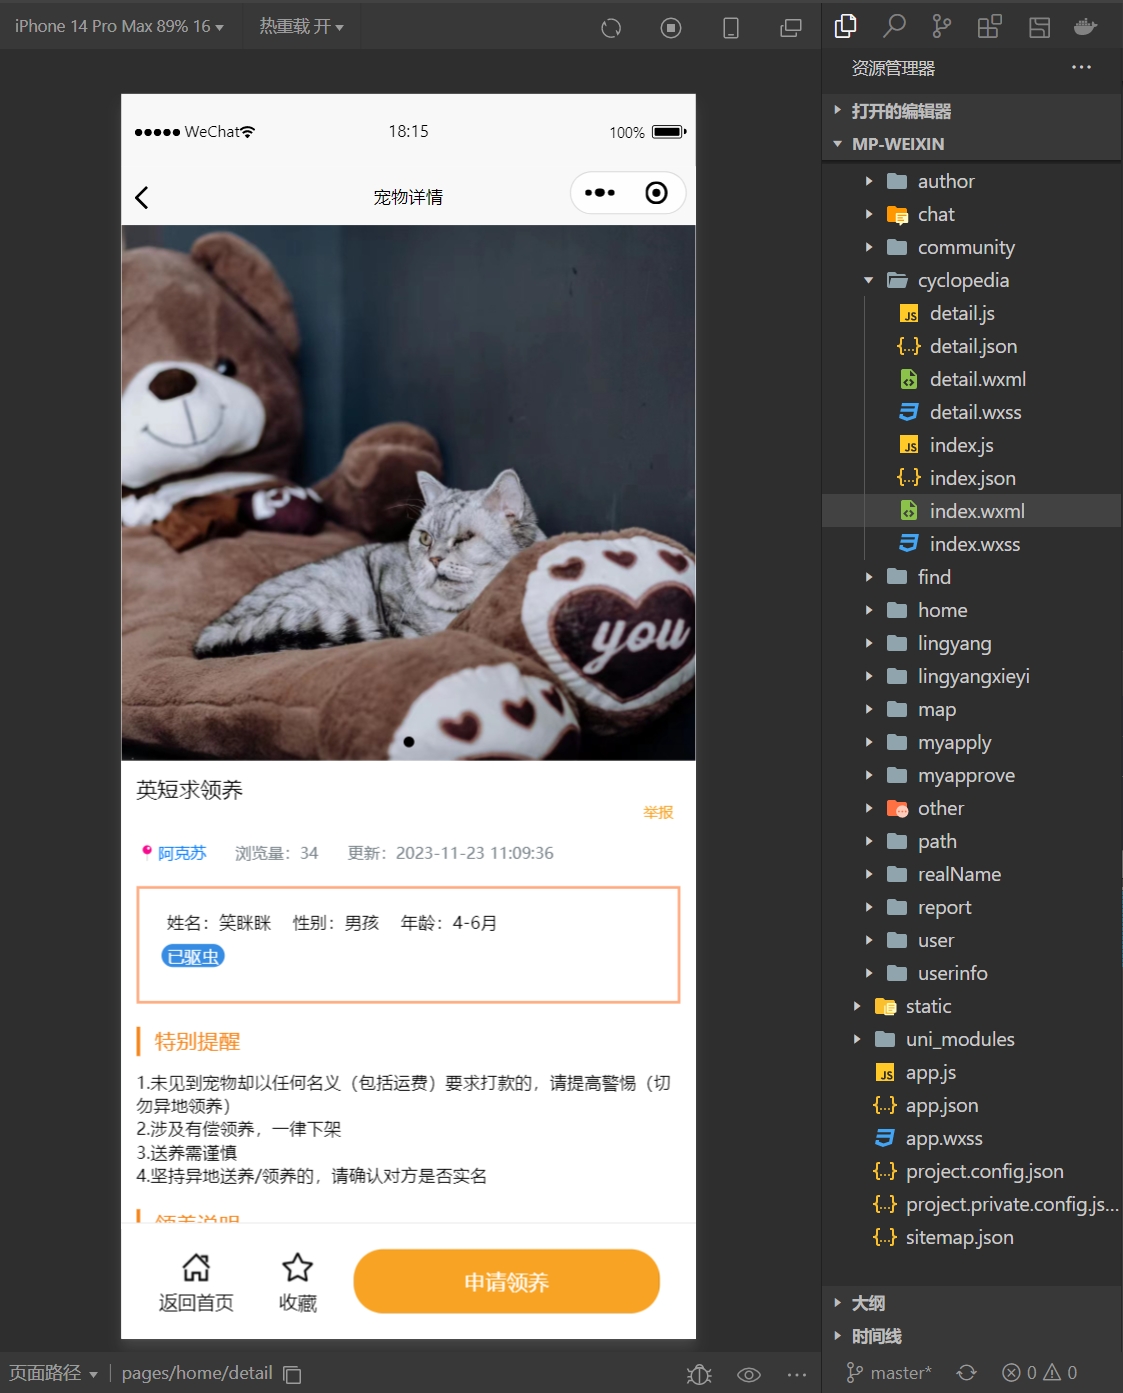 iPhone 14 Pro Max 89% 16
热重载 开
WeChat
18:15
100%
宠物详情
you
英短求领养
举报
阿克苏 浏览量：34 更新：2023-11-23 11:09:36
姓名：笑眯眯 性别：男孩 年龄：4-6月
已驱虫
特别提醒
1.未见到宠物却以任何名义（包括运费）要求打款的，请提高警惕（切
勿异地领养）
2.涉及有偿领养，一律下架
3.送养需谨慎
4.坚持异地送养/领养的，请确认对方是否实名
领养说明
返回首页
收藏
申请领养
页面路径
pages/home/detail
资源管理器
打开的编辑器
MP-WEIXIN
author
chat
community
cyclopedia
JS detail.js
{..} detail.json
detail.wxml
detail.wxss
JS index.js
{..} index.json
index.wxml
index.wxss
find
home
lingyang
lingyangxieyi
map
myapply
myapprove
other
path
realName
report
user
userinfo
static
uni_modules
JS app.js
{..} app.json
app.wxss
{..} project.config.json
{..} project.private.config.js...
{..} sitemap.json
大纲
时间线
master*
0
0